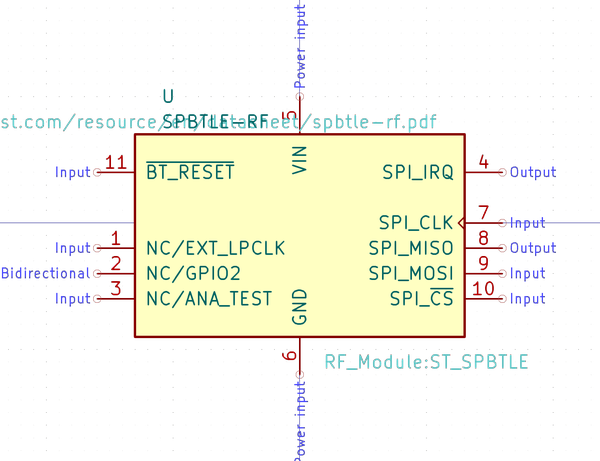 Power input
U
5
st.com/resource/en/datasheet/spbtle-rf.pdf
SPBTLE-RF
VIN
Input 11 BT_RESET SPI_IRQ 4 Output
SPI_CLK 7 Input
Input 1 NC/EXT_LPCLK SPI_MISO 8 Output
Bidirectional 2 NC/GPIO2 SPI_MOSI 9 Input
Input 3 NC/ANA_TEST SPI_CS 10 Input
GND
6
RF_Module:ST_SPBTLE
Power input